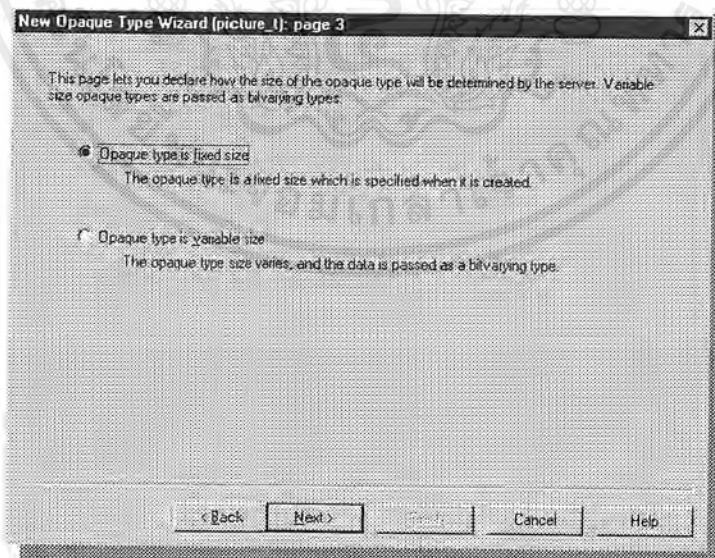 New Opaque Type Wizard (picture_t): page 3
This page lets you declare how the size of the opaque type will be determined by the server. Variable
size opaque types are passed as bitvarying types.
Opaque type is fixed size
The opaque type is a fixed size which is specified when it is created.
Opaque type is variable size
The opaque type size varies, and the data is passed as a bitvarying type.
< Back Next > Cancel Help